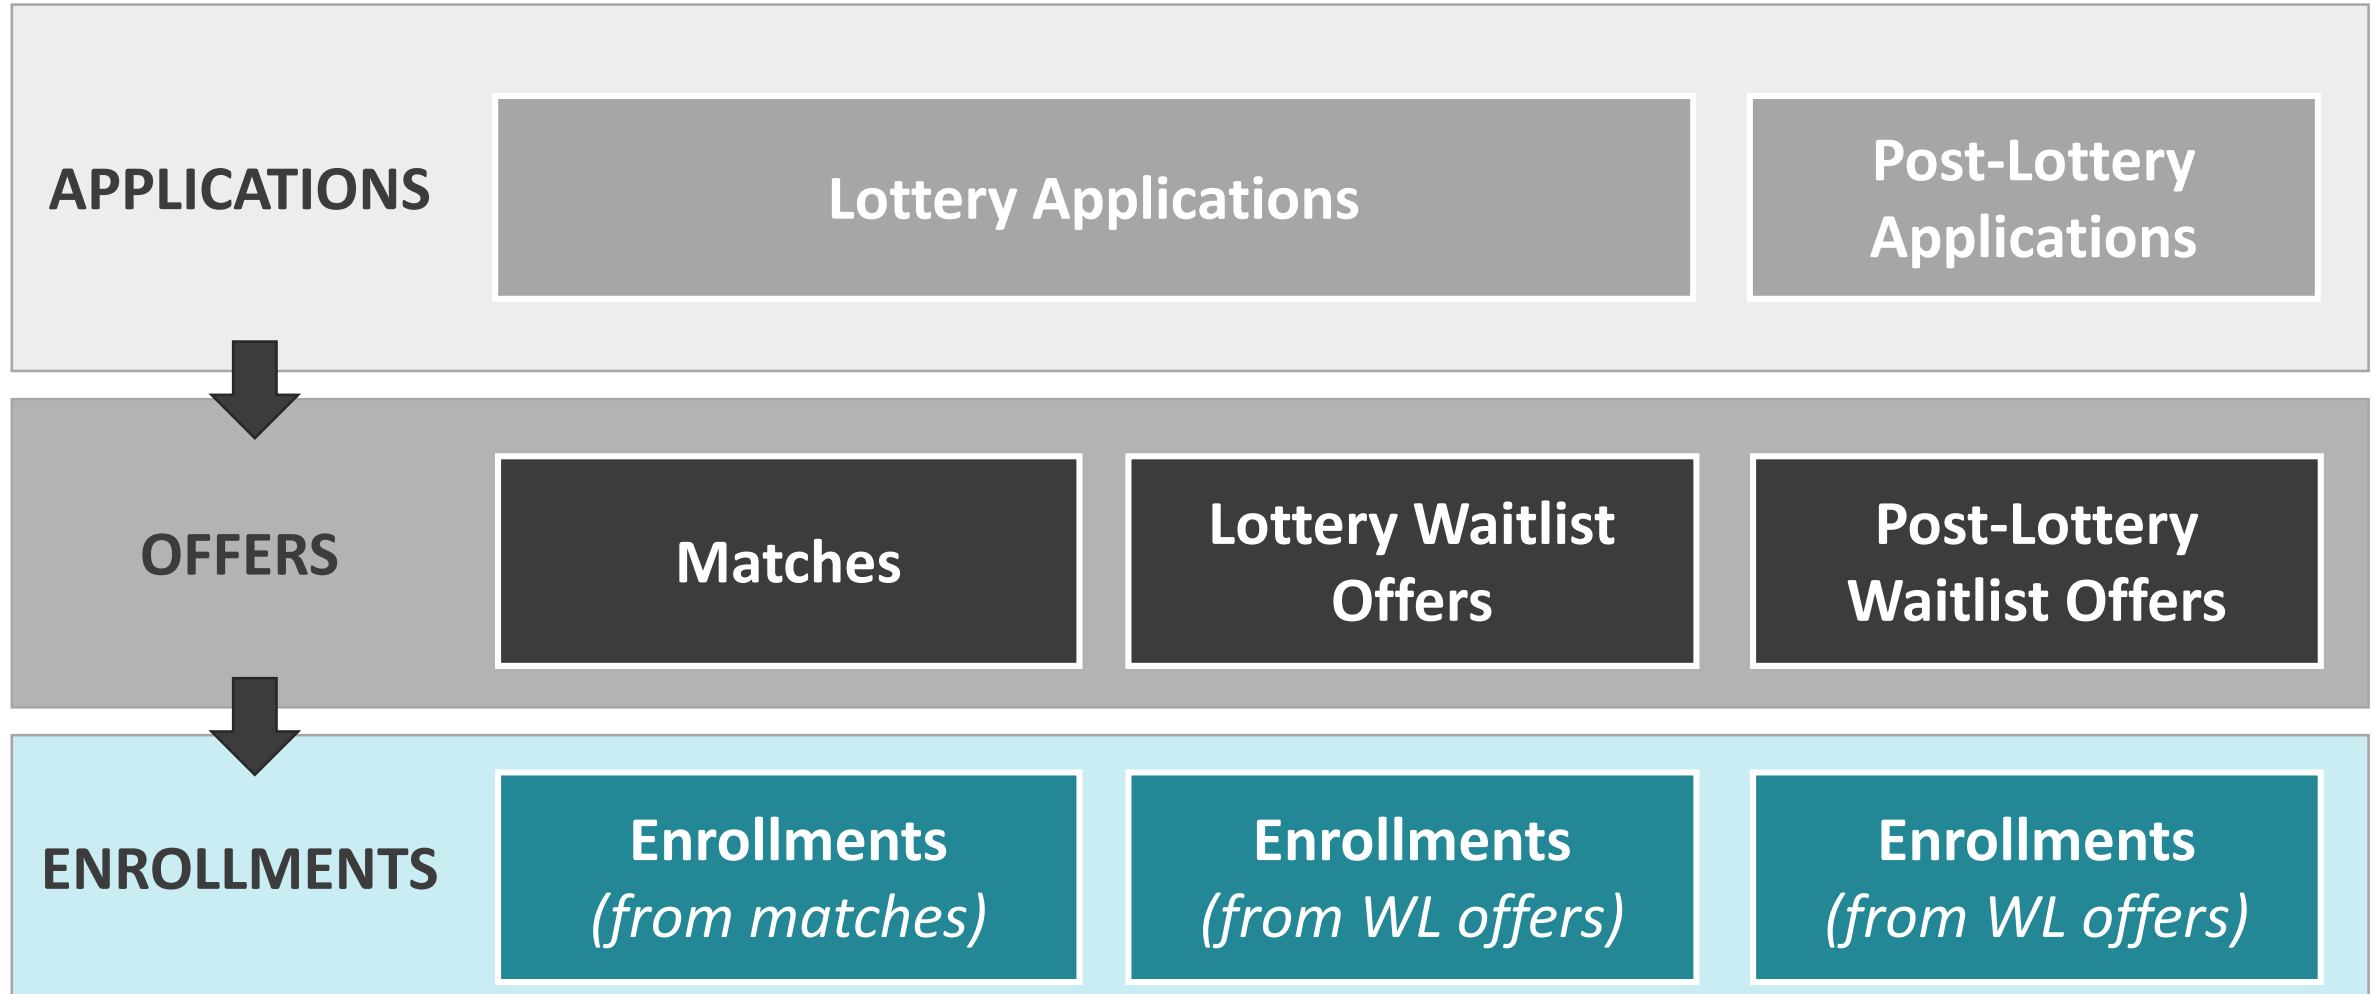 APPLICATIONS
Lottery Applications
Post-Lottery
Applications
OFFERS
Matches
Lottery Waitlist
Offers
Post-Lottery
Waitlist Offers
ENROLLMENTS
Enrollments
(from matches)
Enrollments
(from WL offers)
Enrollments
(from WL offers)